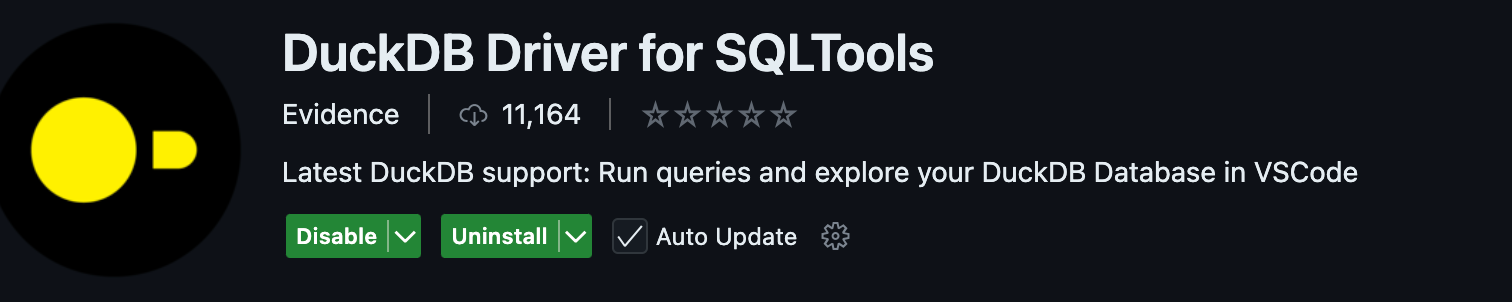 DuckDB Driver for SQLTools
Evidence 11,164
Latest DuckDB support: Run queries and explore your DuckDB Database in VSCode
Disable Uninstall Auto Update